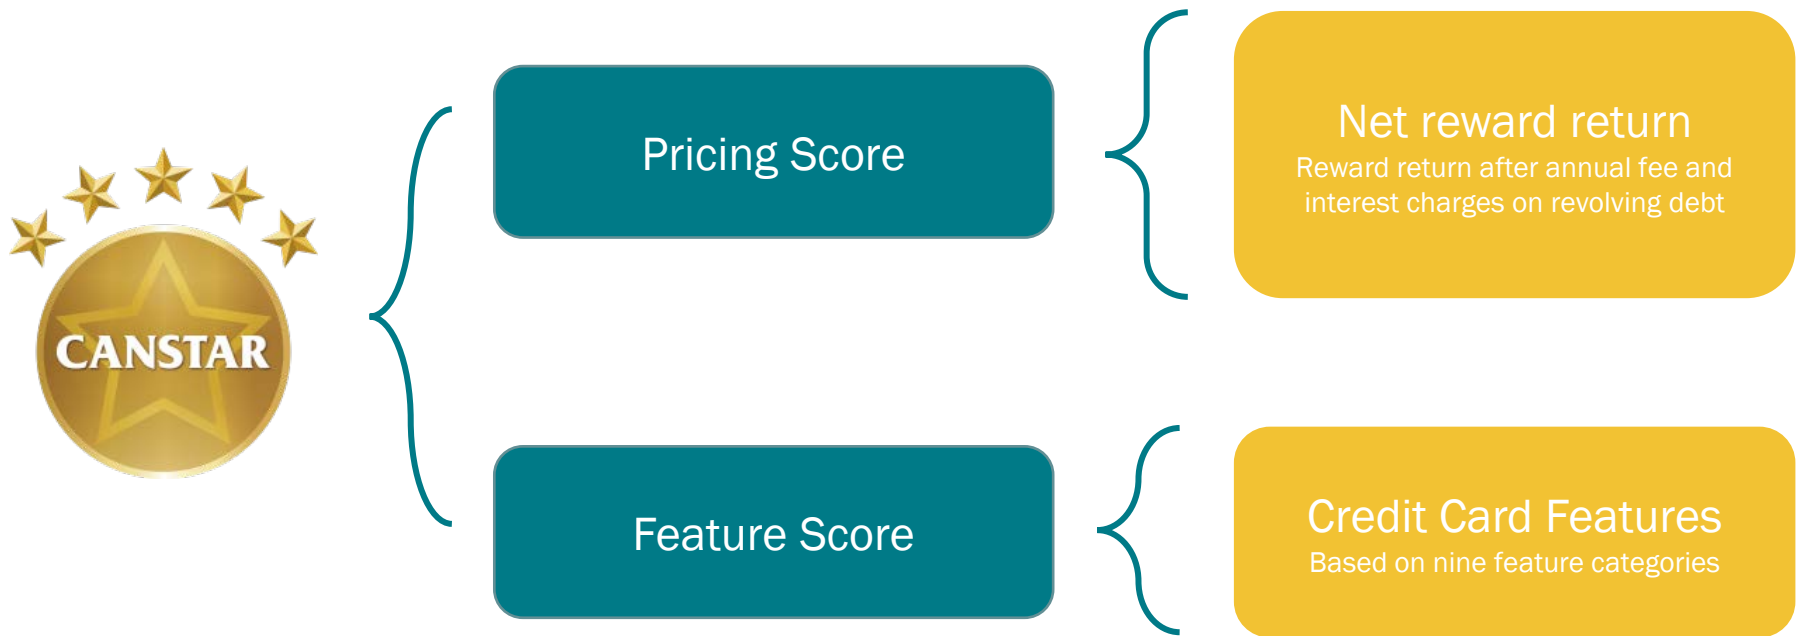 CANSTAR
Pricing Score
Net reward return
Reward return after annual fee and
interest charges on revolving debt
Feature Score
Credit Card Features
Based on nine feature categories